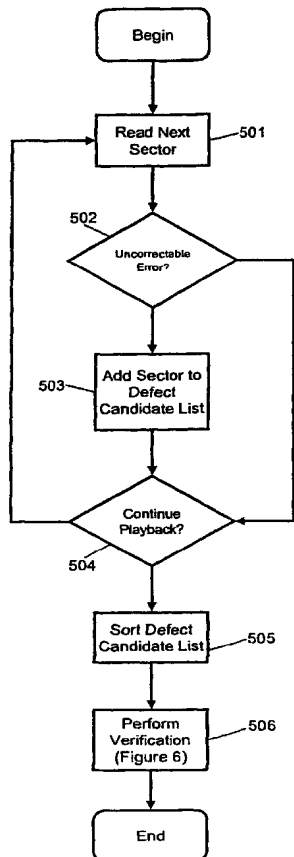 Begin
Read Next
Sector
501
502
Uncorrectable
Error?
503
Add Sector to
Defect
Candidate List
Continue
Playback?
504
Sort Defect
Candidate List
505
Perform
Verification
(Figure 6)
506
End